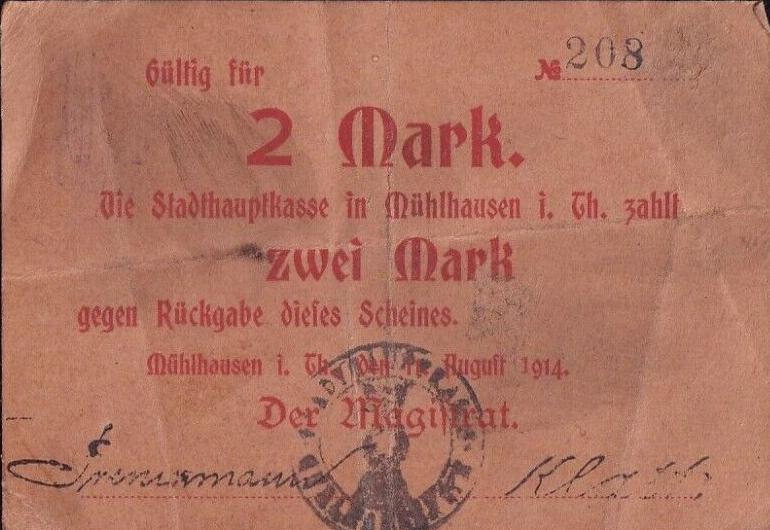 Gültig für
№ 208
2 Mark.
Die Stadthauptkasse in Mühlhausen i. Th. zahlt
zwei Mark
gegen Rückgabe dieses Scheines.
Mühlhausen i. Th. den 11. August 1914.
Der Magistrat.